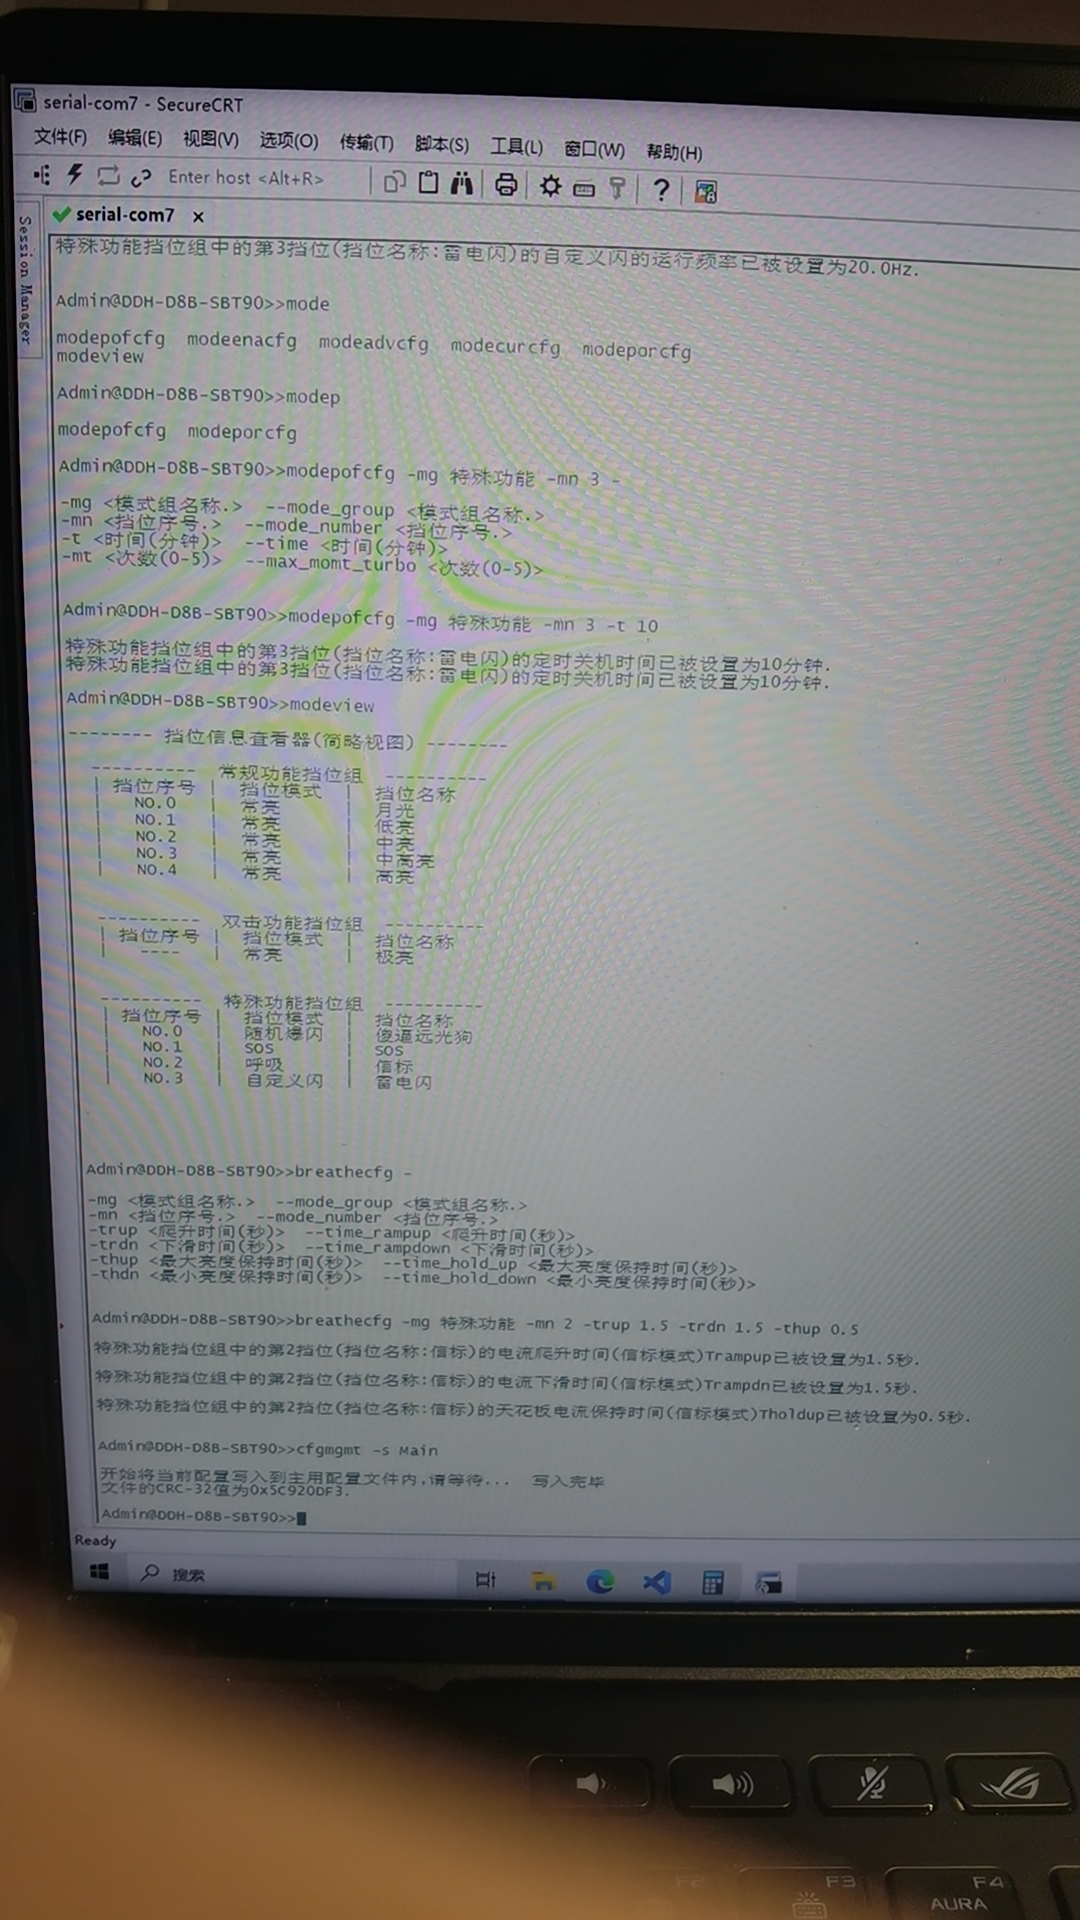 serial-com7 - SecureCRT
文件(F) 编辑(E) 视图(V) 选项(O) 传输(T) 脚本(S) 工具(L) 窗口(W) 帮助(H)
Enter host <Alt+R>
Session Manager
serial-com7 x
特殊功能挡位组中的第3挡位(挡位名称:雷电闪)的自定义闪的运行频率已被设置为20.0Hz.
Admin@DDH-D8B-SBT90>>mode
modepofcfg modeenacfg modeadvcfg modecurcfg modeporcfg
modeview
Admin@DDH-D8B-SBT90>>modep
modepofcfg modeporcfg
Admin@DDH-D8B-SBT90>>modepofcfg -mg 特殊功能 -mn 3 -
-mg <模式组名称.> --mode_group <模式组名称.>
-mn <挡位序号.> --mode_number <挡位序号.>
-t <时间(分钟)> --time <时间(分钟)>
-mt <次数(0-5)> --max_momt_turbo <次数(0-5)>
Admin@DDH-D8B-SBT90>>modepofcfg -mg 特殊功能 -mn 3 -t 10
特殊功能挡位组中的第3挡位(挡位名称:雷电闪)的定时关机时间已被设置为10分钟.
特殊功能挡位组中的第3挡位(挡位名称:雷电闪)的定时关机时间已被设置为10分钟.
Admin@DDH-D8B-SBT90>>modeview
-------- 挡位信息查看器(简略视图) --------
---------- 常规功能挡位组 ----------
| 挡位序号 | 挡位模式 | 挡位名称
| NO.0 | 常亮 | 月光
| NO.1 | 常亮 | 低亮
| NO.2 | 常亮 | 中亮
| NO.3 | 常亮 | 中高亮
| NO.4 | 常亮 | 高亮
---------- 双击功能挡位组 ----------
| 挡位序号 | 挡位模式 | 挡位名称
| ---- | 常亮 | 极亮
---------- 特殊功能挡位组 ----------
| 挡位序号 | 挡位模式 | 挡位名称
| NO.0 | 随机爆闪 | 傻逼远光狗
| NO.1 | SOS | SOS
| NO.2 | 呼吸 | 信标
| NO.3 | 自定义闪 | 雷电闪
Admin@DDH-D8B-SBT90>>breathecfg -
-mg <模式组名称.> --mode_group <模式组名称.>
-mn <挡位序号.> --mode_number <挡位序号.>
-trup <爬升时间(秒)> --time_rampup <爬升时间(秒)>
-trdn <下滑时间(秒)> --time_rampdown <下滑时间(秒)>
-thup <最大亮度保持时间(秒)> --time_hold_up <最大亮度保持时间(秒)>
-thdn <最小亮度保持时间(秒)> --time_hold_down <最小亮度保持时间(秒)>
Admin@DDH-D8B-SBT90>>breathecfg -mg 特殊功能 -mn 2 -trup 1.5 -trdn 1.5 -thup 0.5
特殊功能挡位组中的第2挡位(挡位名称:信标)的电流爬升时间(信标模式)Trampup已被设置为1.5秒.
特殊功能挡位组中的第2挡位(挡位名称:信标)的电流下滑时间(信标模式)Trampdn已被设置为1.5秒.
特殊功能挡位组中的第2挡位(挡位名称:信标)的天花板电流保持时间(信标模式)Tholdup已被设置为0.5秒.
Admin@DDH-D8B-SBT90>>cfgmgmt -s Main
开始将当前配置写入到主用配置文件内,请等待... 写入完毕
文件的CRC-32值为0x5C920DF3.
Admin@DDH-D8B-SBT90>>
Ready
搜索
F2 F3 F4
AURA